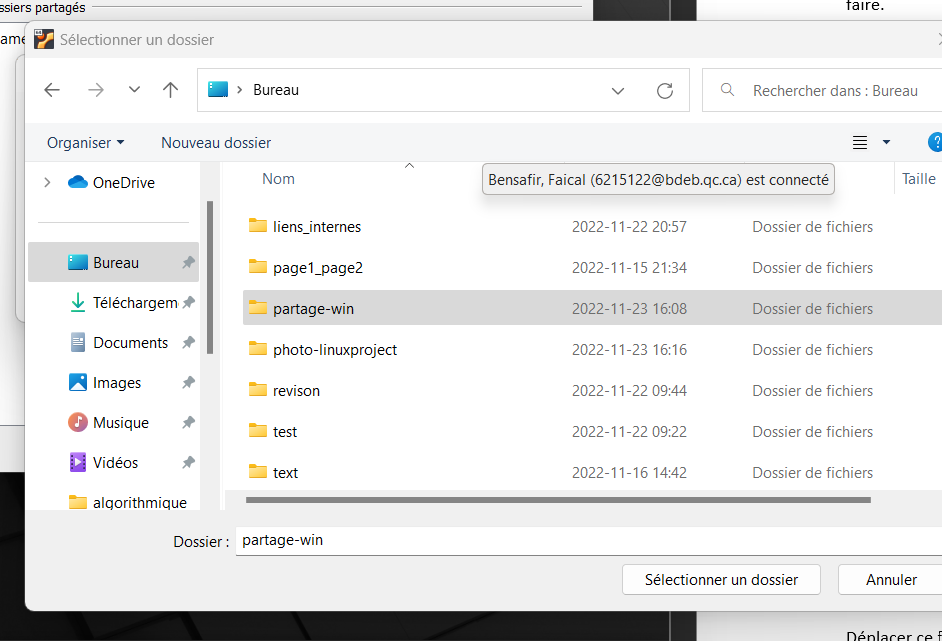 ssiers partagés
faire.
ame
Sélectionner un dossier
Bureau
Rechercher dans : Bureau
Organiser
Nouveau dossier
OneDrive
Nom
Bensafir, Faical (6215122@bdeb.qc.ca) est connecté
Taille
liens_internes 2022-11-22 20:57 Dossier de fichiers
Bureau
page1_page2 2022-11-15 21:34 Dossier de fichiers
Téléchargem
partage-win 2022-11-23 16:08 Dossier de fichiers
Documents
photo-linuxproject 2022-11-23 16:16 Dossier de fichiers
Images
revison 2022-11-22 09:44 Dossier de fichiers
Musique
test 2022-11-22 09:22 Dossier de fichiers
Vidéos
text 2022-11-16 14:42 Dossier de fichiers
algorithmique
Dossier : partage-win
Sélectionner un dossier
Annuler
Déplacer ce f